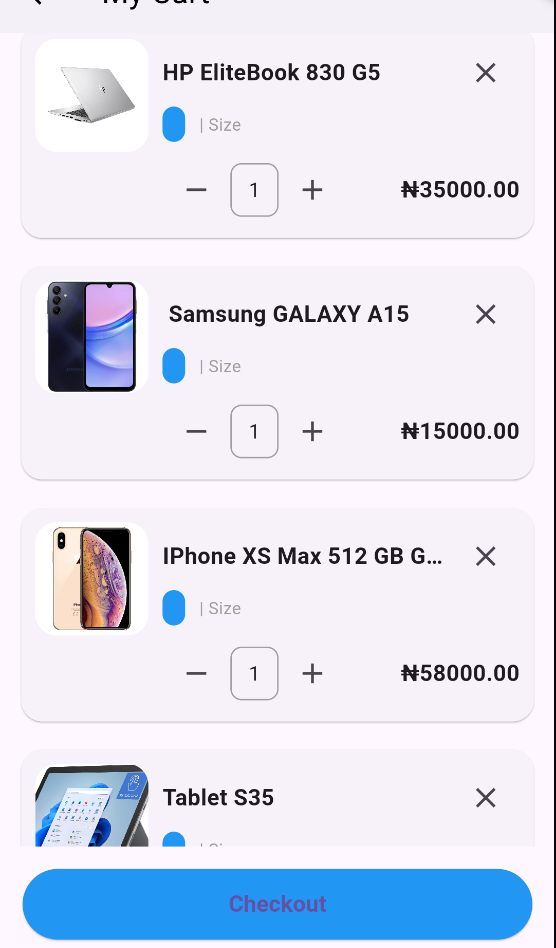 My Cart
HP EliteBook 830 G5
| Size
1
₦35000.00
Samsung GALAXY A15
| Size
1
₦15000.00
IPhone XS Max 512 GB G...
| Size
1
₦58000.00
Tablet S35
| Size
Checkout